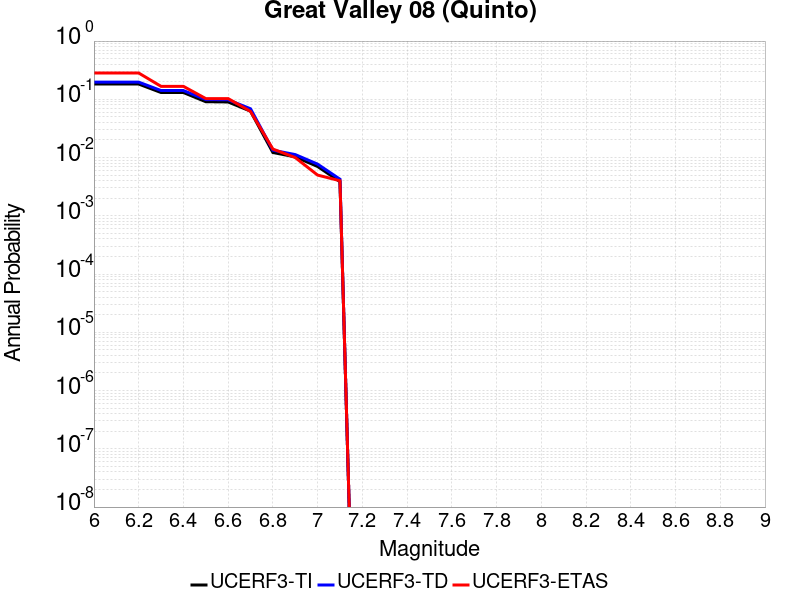 Great Valley 08 (Quinto)
10^0
10^-1
10^-2
10^-3
10^-4
10^-5
10^-6
10^-7
10^-8
Annual Probability
6 6.2 6.4 6.6 6.8 7 7.2 7.4 7.6 7.8 8 8.2 8.4 8.6 8.8 9
Magnitude
UCERF3-TI UCERF3-TD UCERF3-ETAS